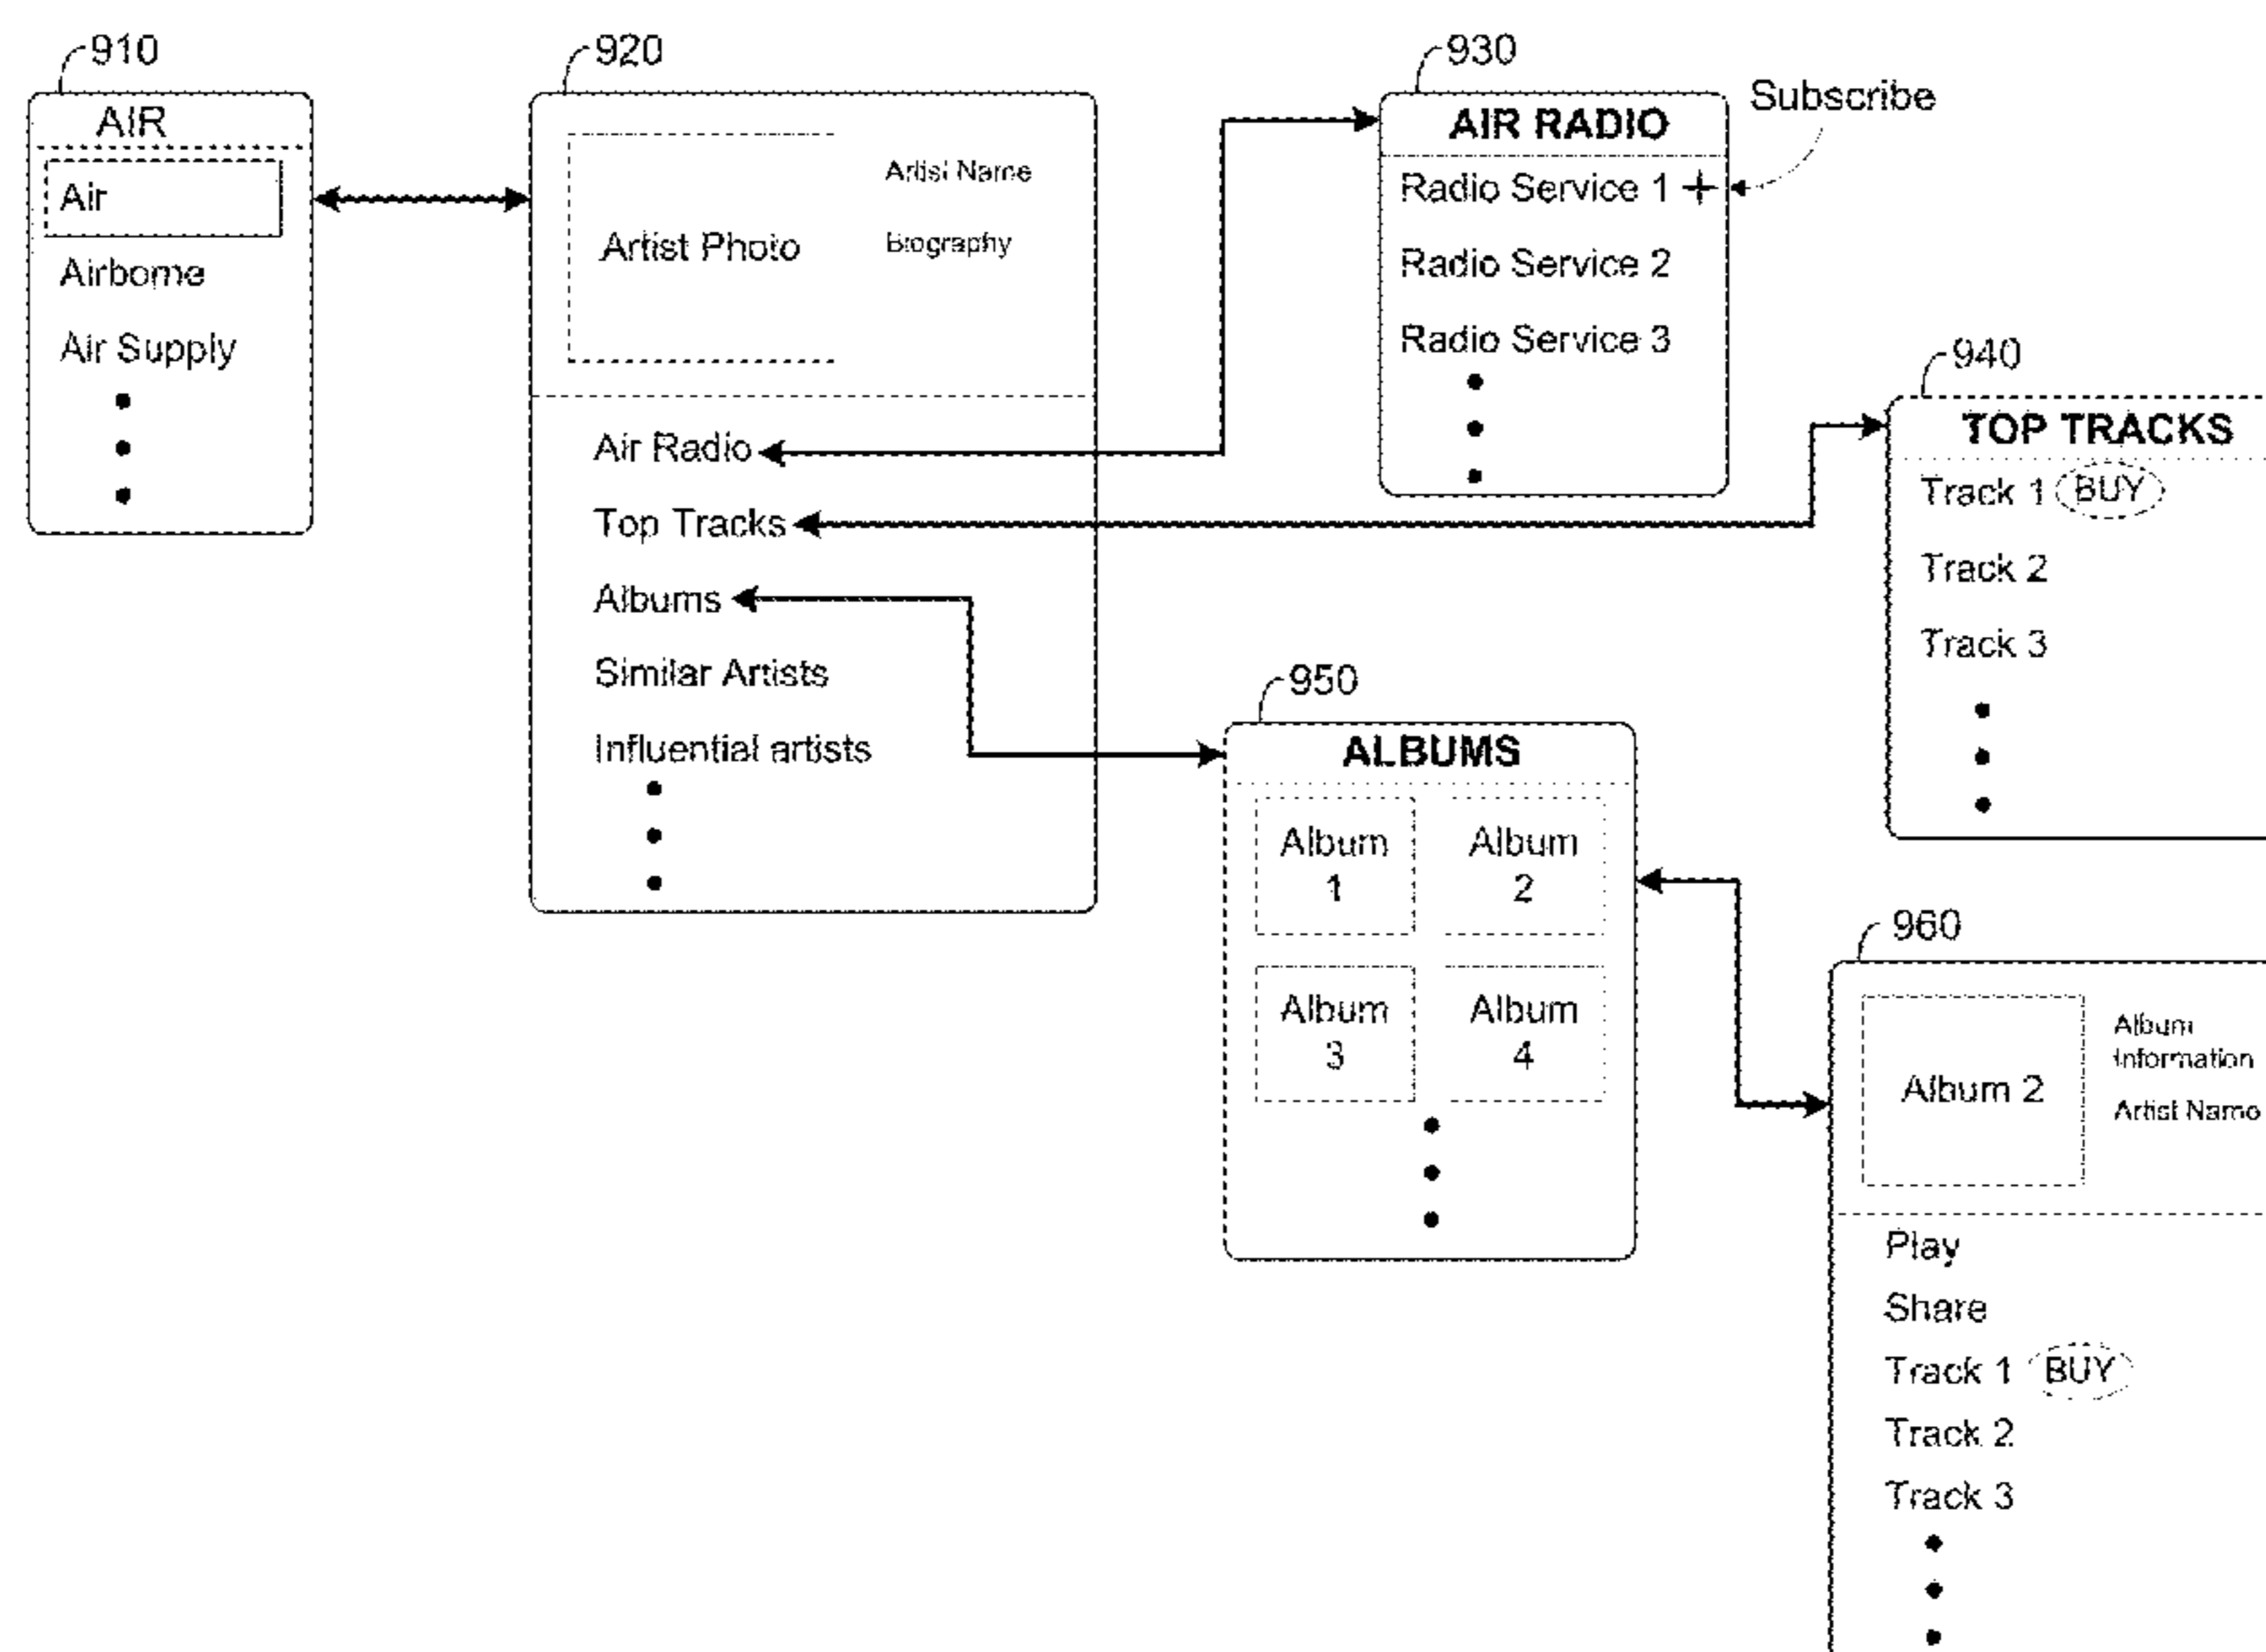 910
AIR
Air
Airborne
Air Supply
920
Artist Photo
Artist Name
Biography
Air Radio
Top Tracks
Albums
Similar Artists
Influential artists
930
AIR RADIO
Radio Service 1 +
Radio Service 2
Radio Service 3
Subscribe
940
TOP TRACKS
Track 1 BUY
Track 2
Track 3
950
ALBUMS
Album
1
Album
2
Album
3
Album
4
960
Album 2
Album
Information
Artist Name
Play
Share
Track 1 BUY
Track 2
Track 3